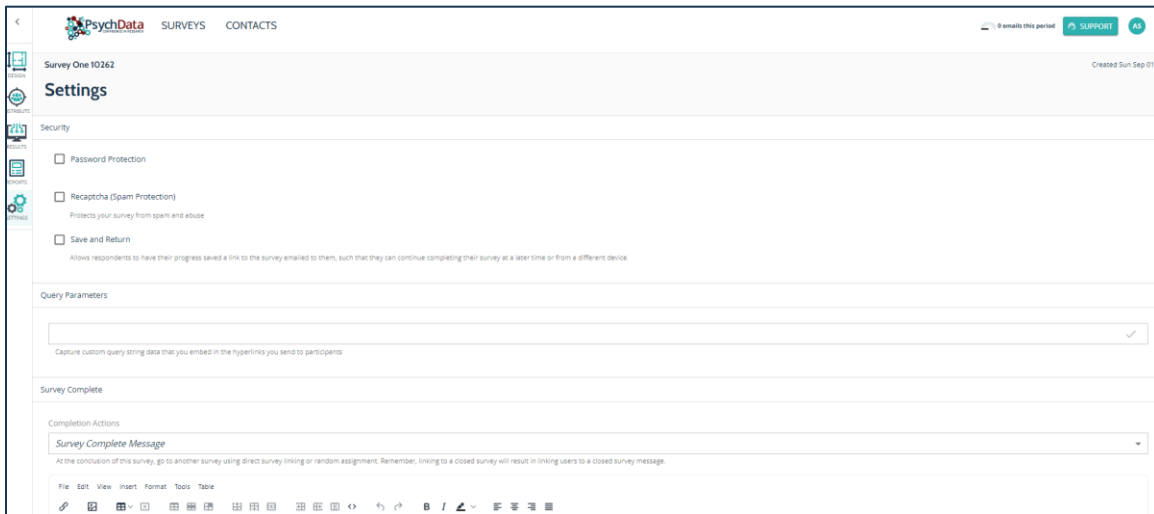 PsychData
CONFIDENCE IN RESEARCH
SURVEYS
CONTACTS
0 emails this period
SUPPORT
AS
DESIGN
DISTRIBUTE
RESULTS
REPORTS
SETTINGS
Survey One 10262
Created Sun Sep 01
Settings
Security
Password Protection
Recaptcha (Spam Protection)
Protects your survey from spam and abuse
Save and Return
Allows respondents to have their progress saved a link to the survey emailed to them, such that they can continue completing their survey at a later time or from a different device
Query Parameters
Capture custom query string data that you embed in the hyperlinks you send to participants
Survey Complete
Completion Actions
Survey Complete Message
At the conclusion of this survey, go to another survey using direct survey linking or random assignment. Remember, linking to a closed survey will result in linking users to a closed survey message.
File Edit View Insert Format Tools Table
B I